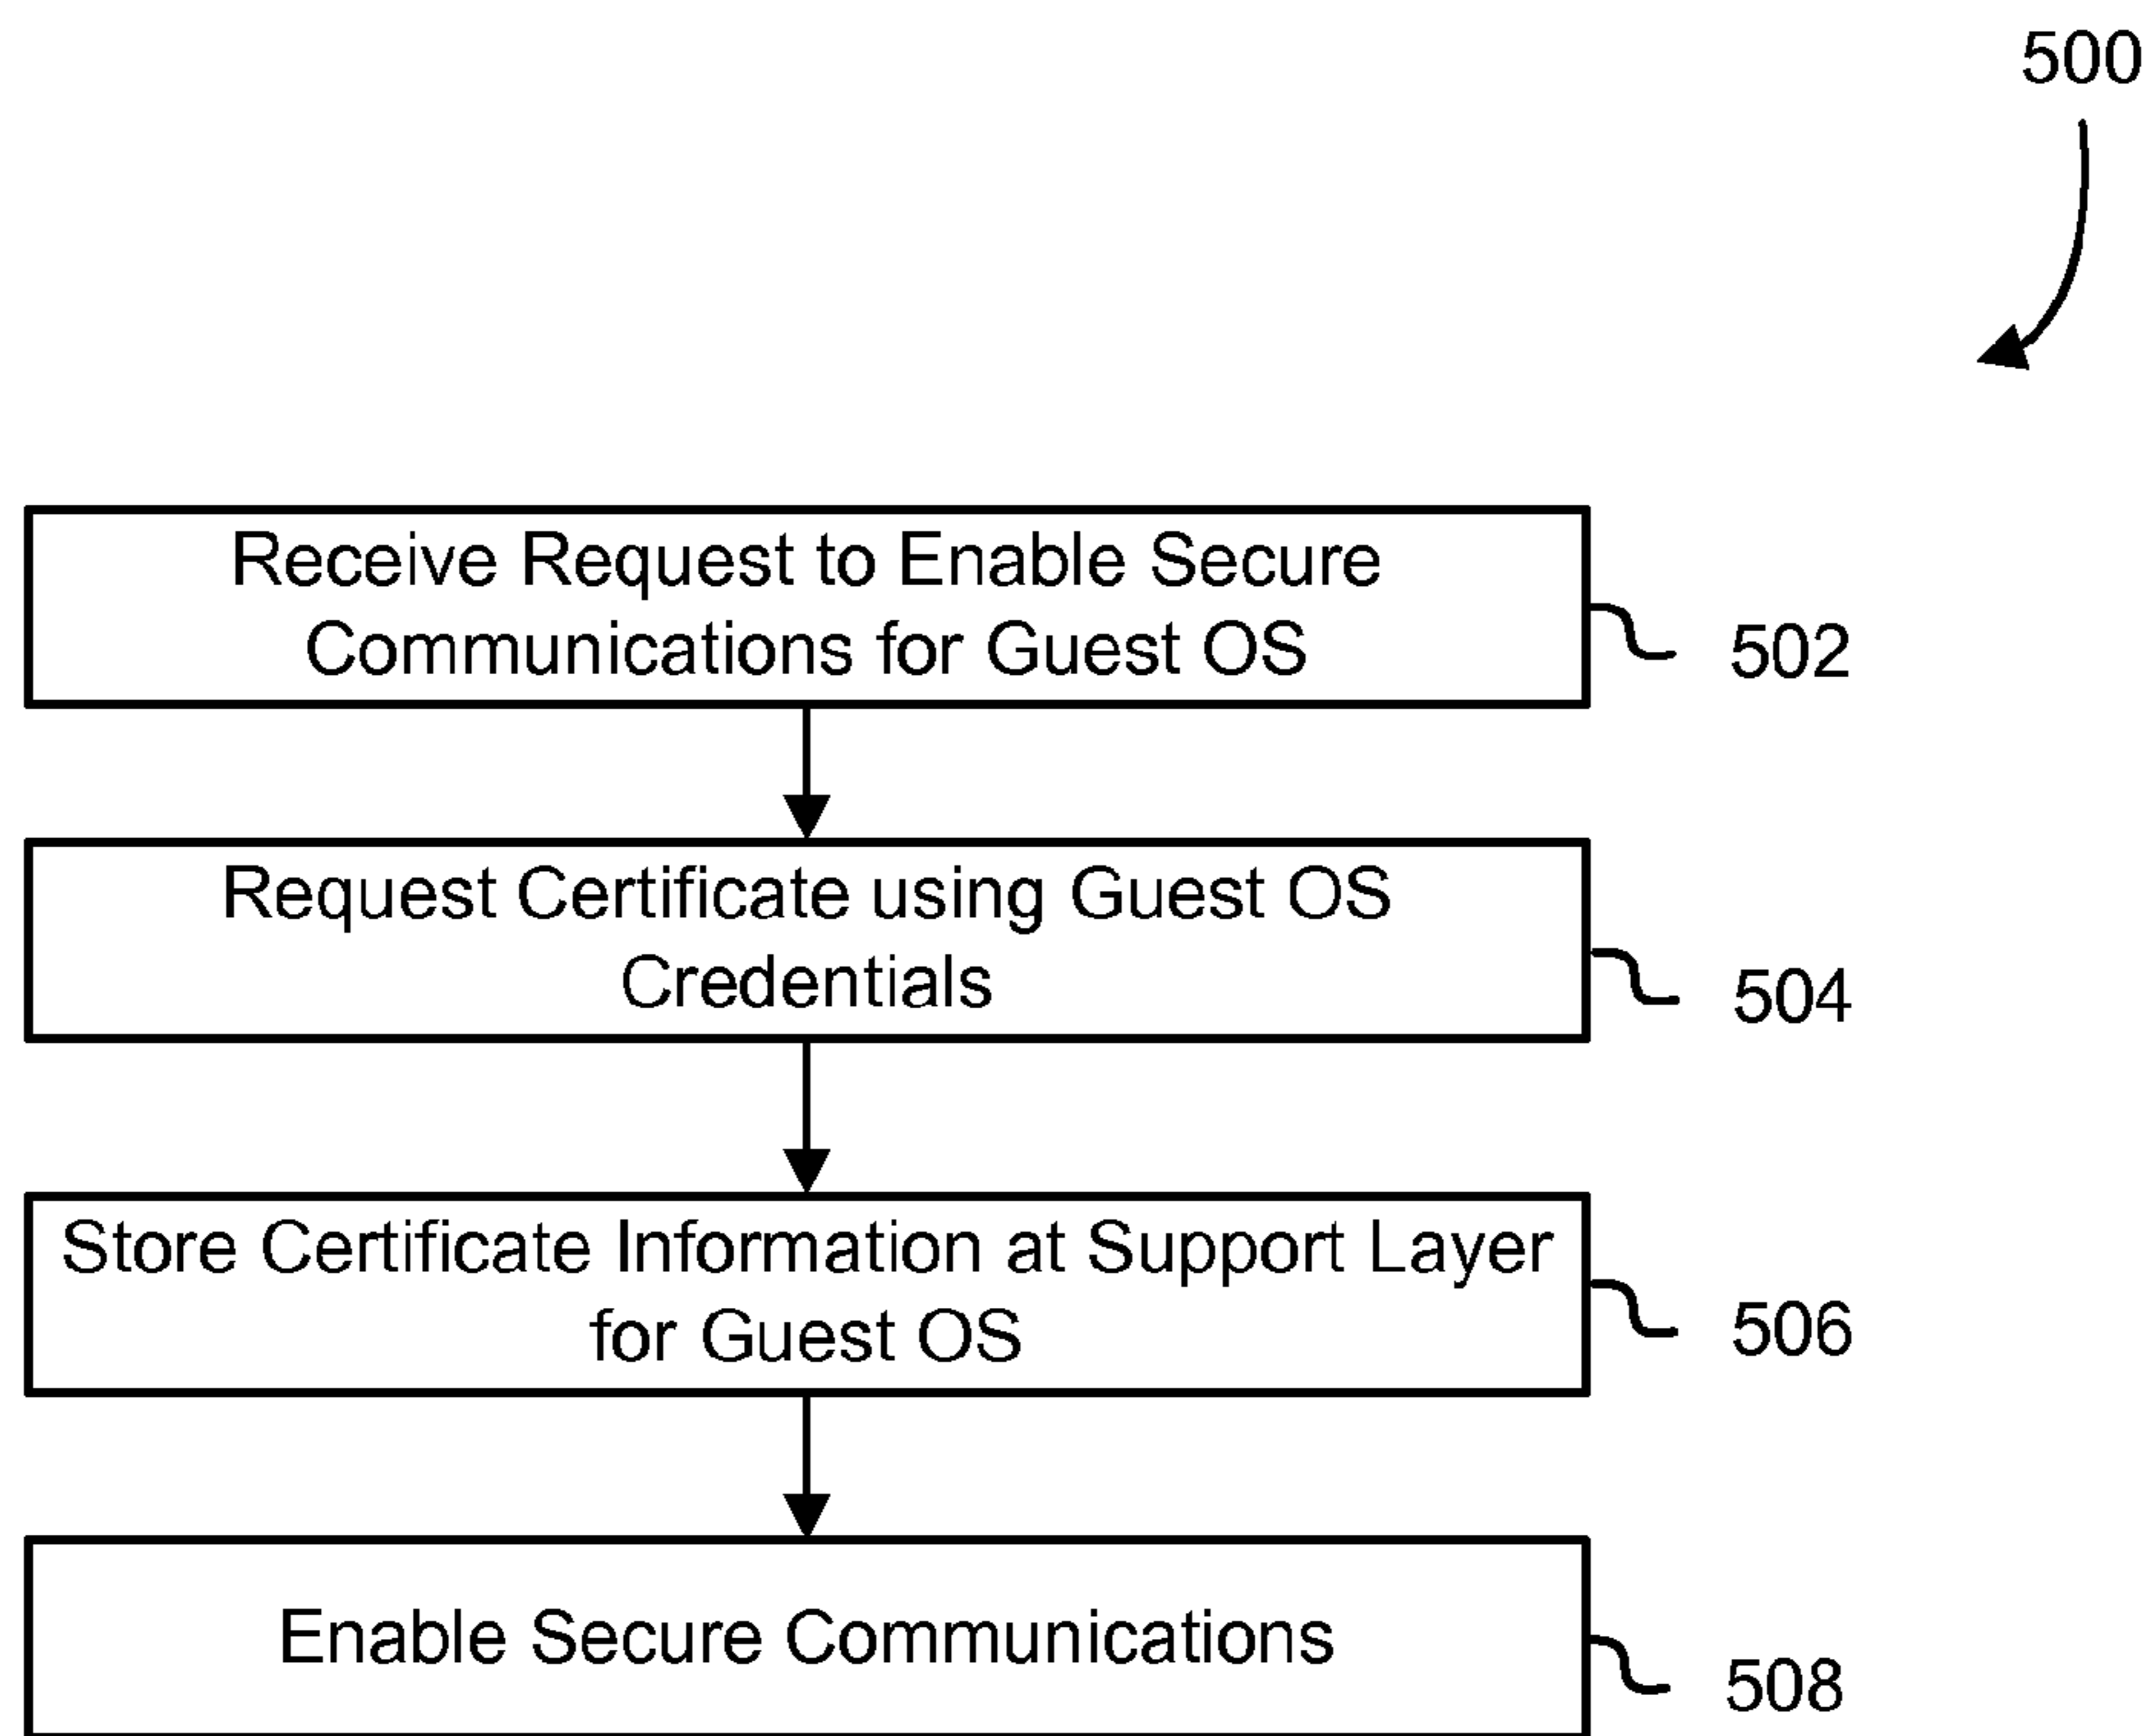 500
Receive Request to Enable Secure
Communications for Guest OS
502
Request Certificate using Guest OS
Credentials
504
Store Certificate Information at Support Layer
for Guest OS
506
Enable Secure Communications
508